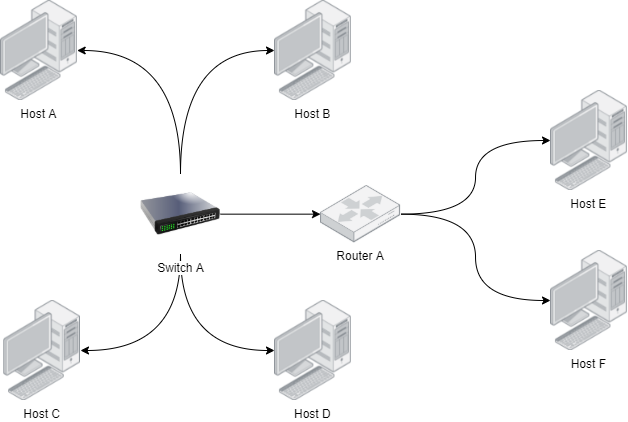 Host A
Host B
Host E
Router A
Switch A
Host F
Host C
Host D